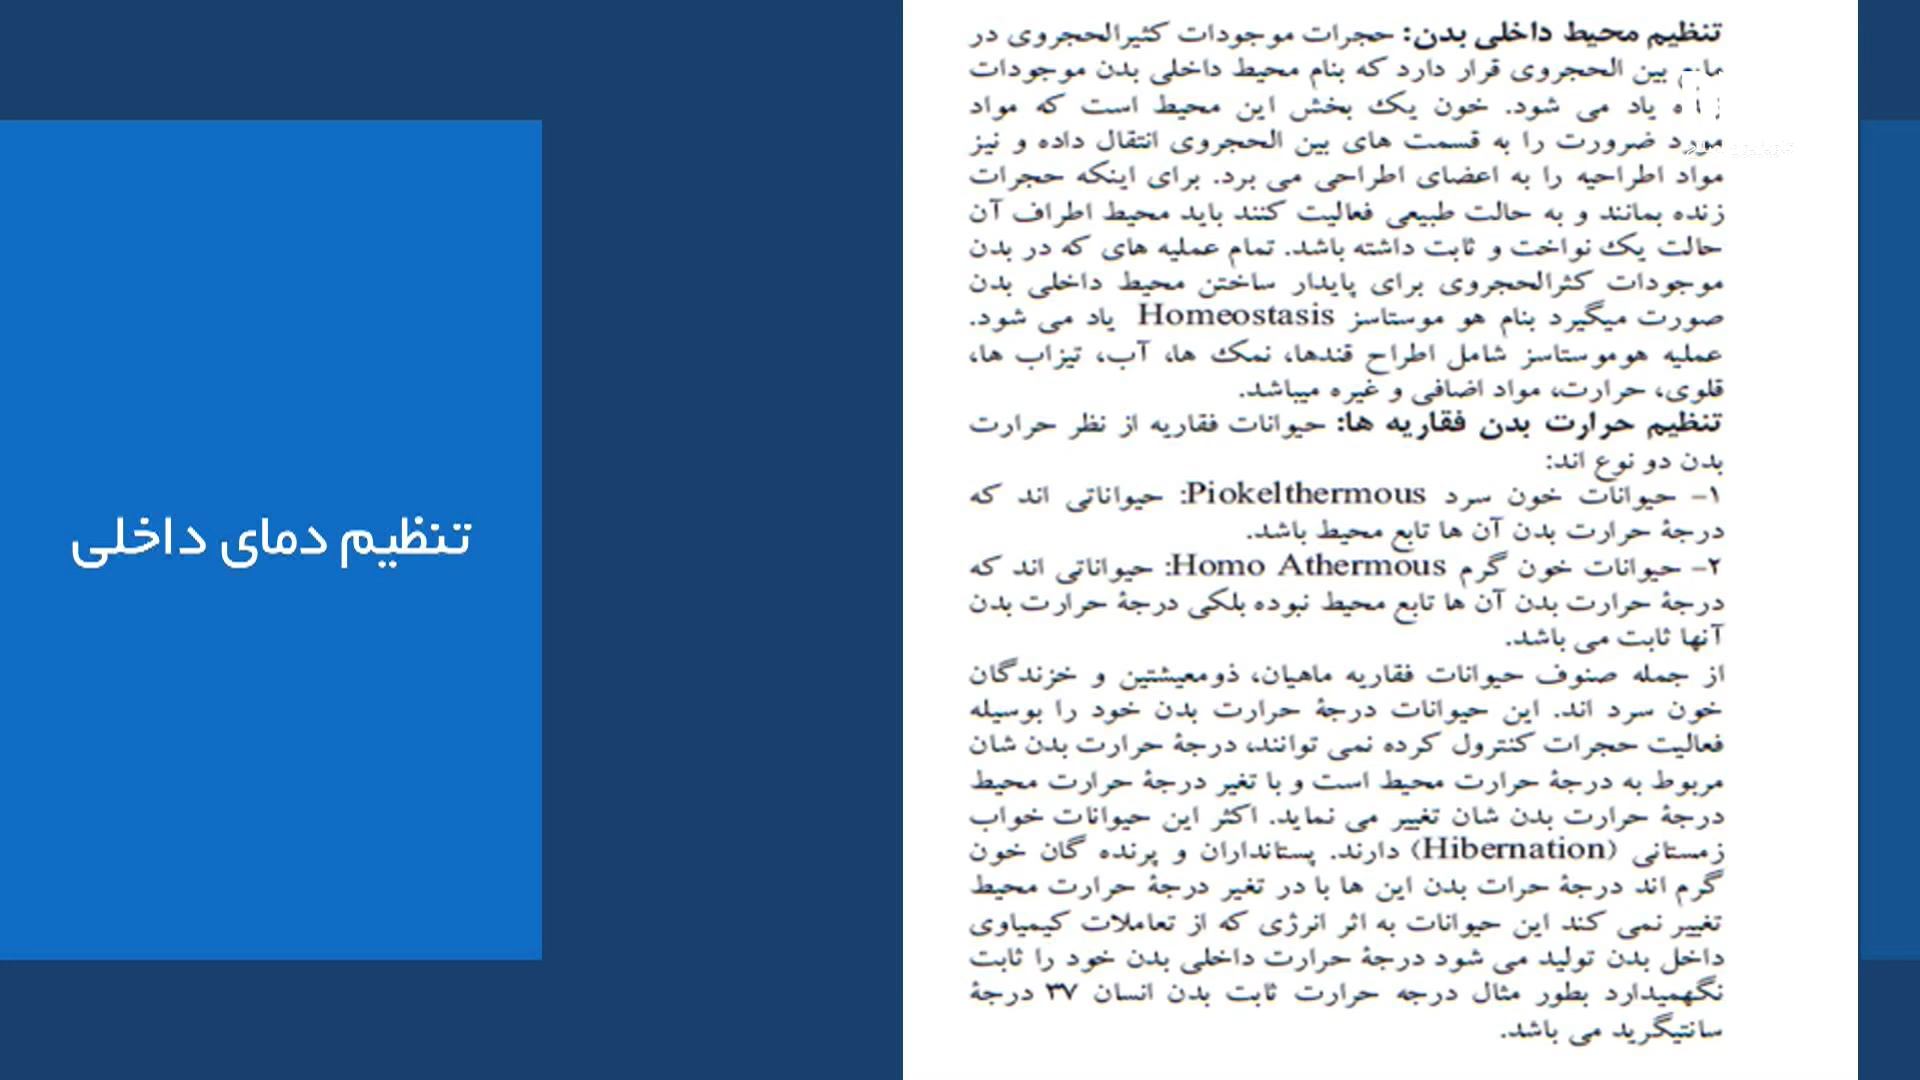 تنظیم دمای داخلی
تنظیم محیط داخلی بدن: حجرات موجودات کثیرالحجروی در
مایع بین الحجروی قرار دارد که بنام محیط داخلی بدن موجودات
یاد می شود. خون یک بخش این محیط است که مواد
مورد ضرورت را به قسمت های بین الحجروی انتقال داده و نیز
مواد اطراحیه را به اعضای اطراحی می برد. برای اینکه حجرات
زنده بمانند و به حالت طبیعی فعالیت کنند باید محیط اطراف آن
حالت یک نواخت و ثابت داشته باشد. تمام عملیه های که در بدن
موجودات کثرالحجروی برای پایدار ساختن محیط داخلی بدن
صورت میگیرد بنام هو موستاسز Homeostasis یاد می شود.
عملیه هوموستاسز شامل اطراح قندها، نمک ها، آب، تیزاب ها،
قلوی، حرارت، مواد اضافی و غیره میباشد.
تنظیم حرارت بدن فقاریه ها: حیوانات فقاریه از نظر حرارت
بدن دو نوع اند:
۱- حیوانات خون سرد Piokelthermous: حیواناتی اند که
درجۀ حرارت بدن آن ها تابع محیط باشد.
۲- حیوانات خون گرم Homo Athermous: حیواناتی اند که
درجۀ حرارت بدن آن ها تابع محیط نبوده بلکی درجۀ حرارت بدن
آنها ثابت می باشد.
از جمله صنوف حیوانات فقاریه ماهیان، ذومعیشتین و خزندگان
خون سرد اند. این حیوانات درجۀ حرارت بدن خود را بوسیله
فعالیت حجرات کنترول کرده نمی توانند، درجۀ حرارت بدن شان
مربوط به درجۀ حرارت محیط است و با تغیر درجۀ حرارت محیط
درجۀ حرارت بدن شان تغییر می نماید. اکثر این حیوانات خواب
زمستانی (Hibernation) دارند. پستانداران و پرنده گان خون
گرم اند درجۀ حرات بدن این ها با در تغیر درجۀ حرارت محیط
تغییر نمی کند این حیوانات به اثر انرژی که از تعاملات کیمیاوی
داخل بدن تولید می شود درجۀ حرارت داخلی بدن خود را ثابت
نگهمیدارد بطور مثال درجه حرارت ثابت بدن انسان ۳۷ درجۀ
سانتیگرید می باشد.